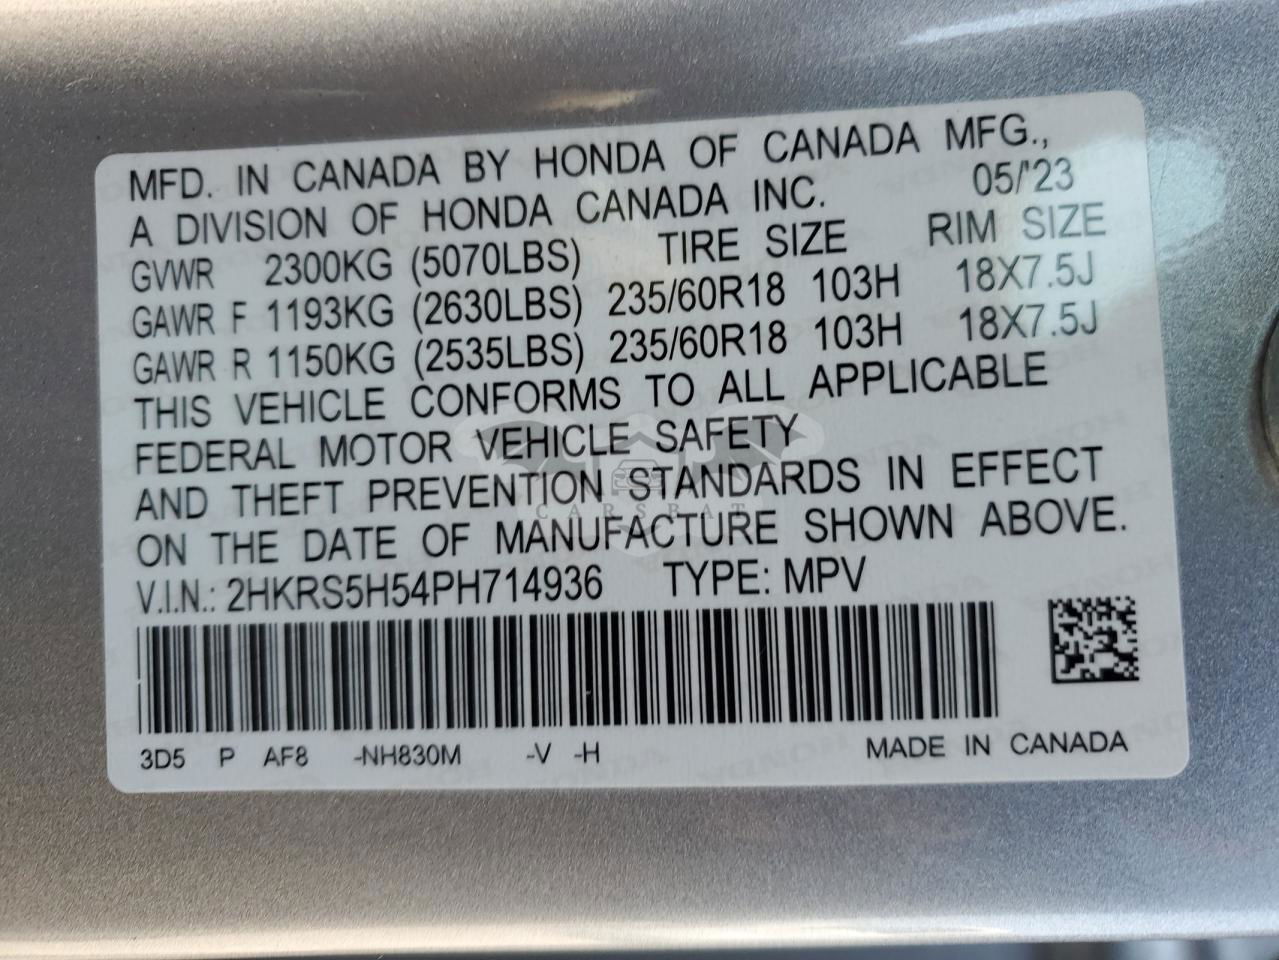 MFD. IN CANADA BY HONDA OF CANADA MFG.,
A DIVISION OF HONDA CANADA INC. 05/'23
GVWR 2300KG (5070LBS) TIRE SIZE RIM SIZE
GAWR F 1193KG (2630LBS) 235/60R18 103H 18X7.5J
GAWR R 1150KG (2535LBS) 235/60R18 103H 18X7.5J
THIS VEHICLE CONFORMS TO ALL APPLICABLE
FEDERAL MOTOR VEHICLE SAFETY
AND THEFT PREVENTION STANDARDS IN EFFECT
CARSBAT
ON THE DATE OF MANUFACTURE SHOWN ABOVE.
V.I.N.: 2HKRS5H54PH714936 TYPE: MPV
3D5 P AF8 -NH830M -V -H MADE IN CANADA